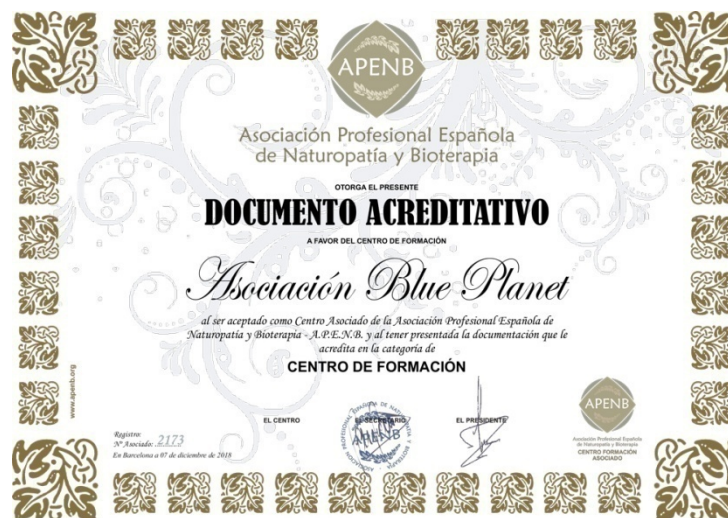 APENB
Asociación Profesional Española
de Naturopatía y Bioterapia
OTORGA EL PRESENTE
DOCUMENTO ACREDITATIVO
A FAVOR DEL CENTRO DE FORMACIÓN
Asociación Blue Planet
al ser aceptado como Centro Asociado de la Asociación Profesional Española de
Naturopatía y Bioterapia - A.P.E.N.B. y al tener presentada la documentación que le
acredita en la categoría de
CENTRO DE FORMACIÓN
www.apenb.org
EL CENTRO
EL SECRETARIO
EL PRESIDENTE
APENB
Registro:
Nº Asociado: 2173
En Barcelona a 07 de diciembre de 2018
APENB
Asociación Profesional Española
de Naturopatía y Bioterapia
CENTRO FORMACIÓN
ASOCIADO